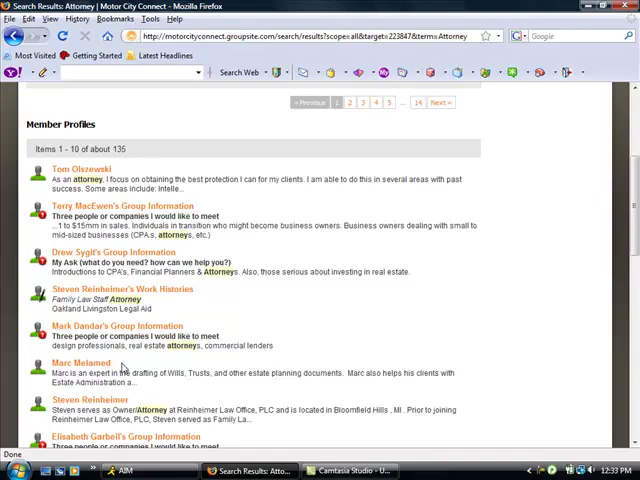 Search Results: Attorney | Motor City Connect - Mozilla Firefox
File Edit View History Bookmarks Tools Help
http://motorcityconnect.groupsite.com/search/results?scope=all&target=223847&term=Attorney
Google
Most Visited Getting Started Latest Headlines
Search Web
« Previous 1 2 3 4 5 ... 14 Next »
Member Profiles
Items 1 - 10 of about 135
Tom Olszewski
As an attorney, I focus on obtaining the best protection I can for my clients. I am able to do this in several areas with past
success. Some areas include: Intelle...
Terry MacEwen's Group Information
Three people or companies I would like to meet
...1 to $15mm in sales. Individuals in transition who might become business owners. Business owners dealing with small to
mid-sized businesses (CPA's, attorneys, etc.)
Drew Sygit's Group Information
My Ask (what do you need? how can we help you?)
Introductions to CPA's, Financial Planners & Attorneys. Also, those serious about investing in real estate.
Steven Reinheimer's Work Histories
Family Law Staff Attorney
Oakland Livingston Legal Aid
Mark Dandar's Group Information
Three people or companies I would like to meet
design professionals, real estate attorneys, commercial lenders
Marc Melamed
Marc is an expert in the drafting of Wills, Trusts, and other estate planning documents. Marc also helps his clients with
Estate Administration a...
Steven Reinheimer
Steven serves as Owner/Attorney at Reinheimer Law Office, PLC and is located in Bloomfield Hills , MI . Prior to joining
Reinheimer Law Office, PLC, Steven served as Family La...
Elisabeth Garbeil's Group Information
Done
AIM
Search Results: Atto...
Camtasia Studio - U...
12:33 PM